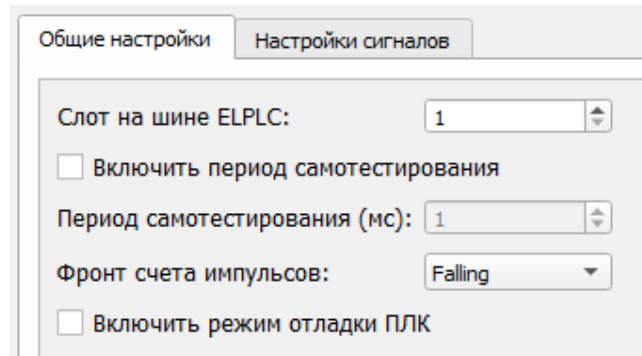 Общие настройки Настройки сигналов
Слот на шине ELPLC: 1
Включить период самотестирования
Период самотестирования (мс): 1
Фронт счета импульсов: Falling
Включить режим отладки ПЛК